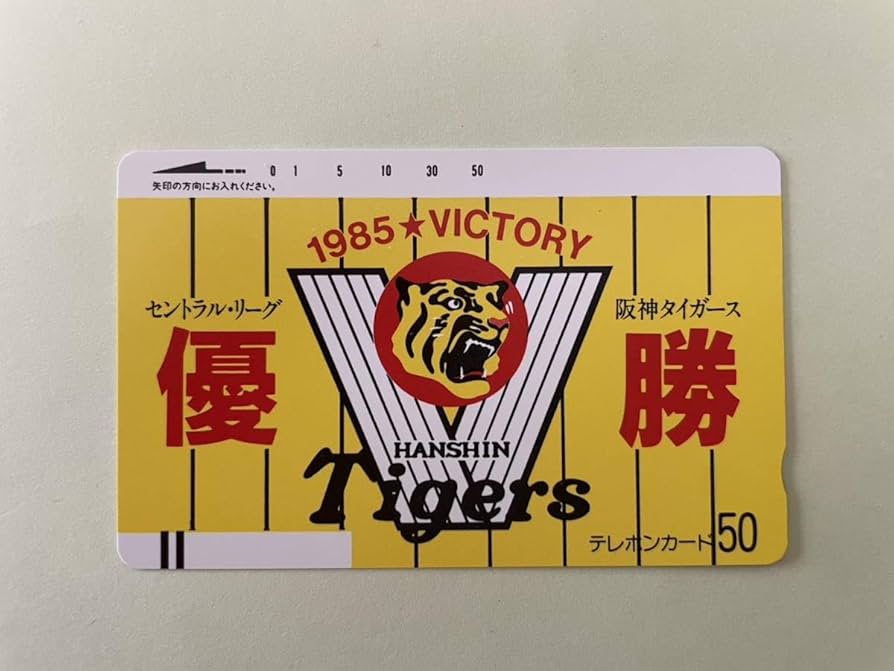 0 1 5 10 30 50
矢印の方向にお入れください。
1985★VICTORY
セントラル・リーグ
阪神タイガース
優勝
HANSHIN
Tigers
テレホンカード50